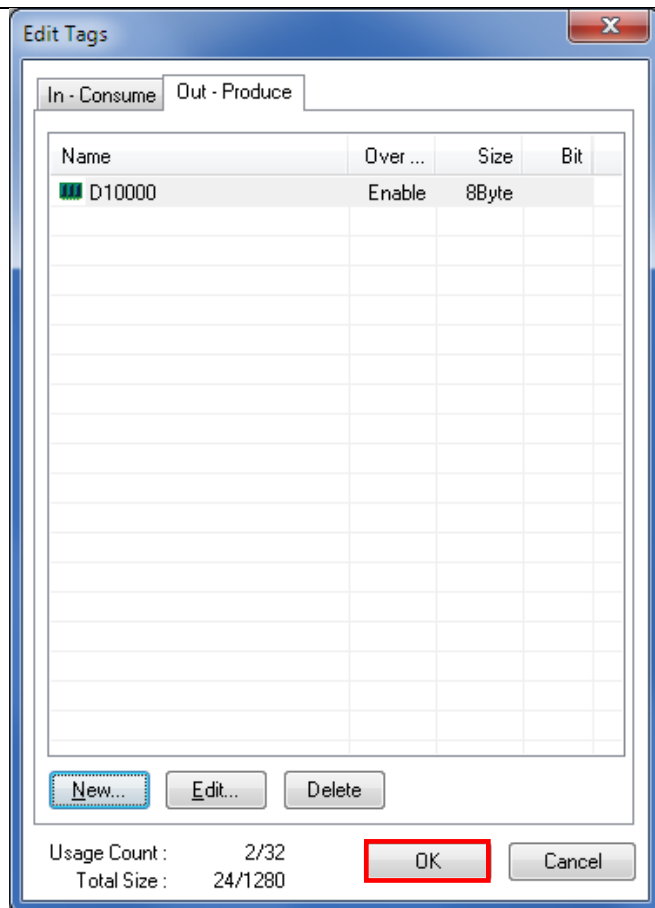 Edit Tags
In - Consume Out - Produce
Name Over ... Size Bit
D10000 Enable 8Byte
New... Edit... Delete
Usage Count : 2/32
Total Size : 24/1280
OK Cancel